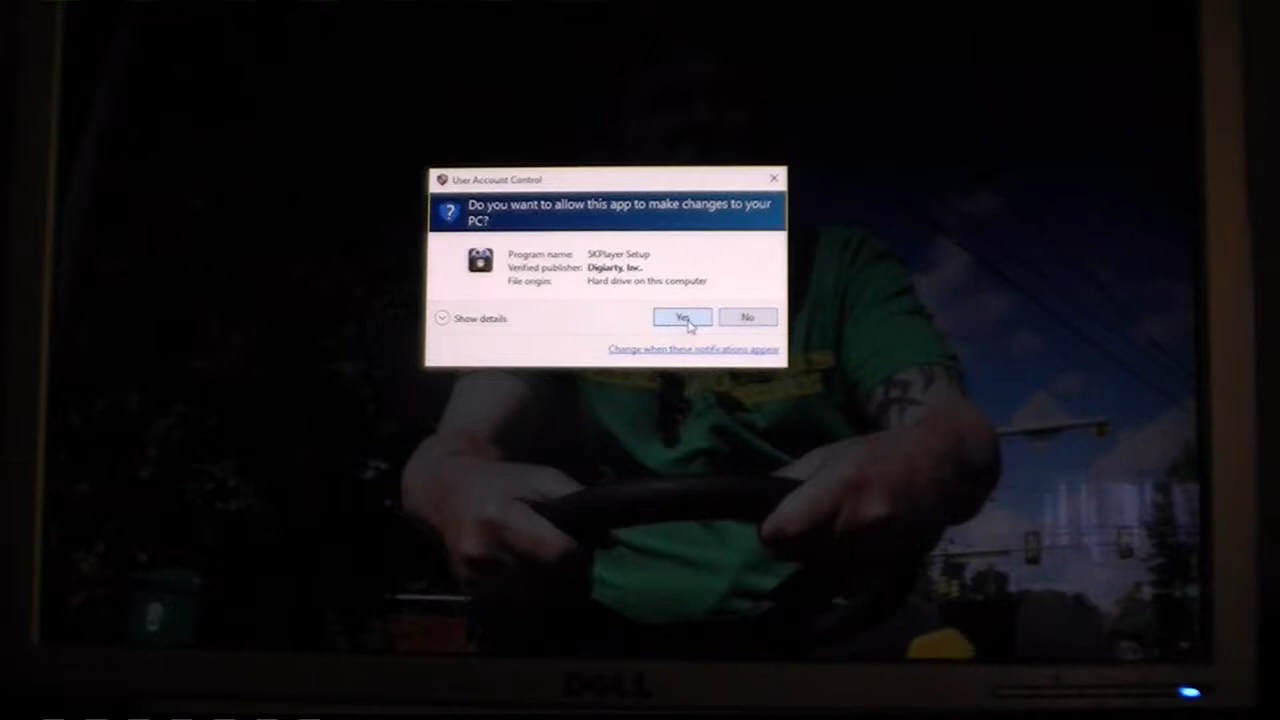 User Account Control
Do you want to allow this app to make changes to your
PC?
Program name: 5KPlayer Setup
Verified publisher: Digiarty, Inc.
File origin: Hard drive on this computer
Show details
Yes
No
Change when these notifications appear
DELL